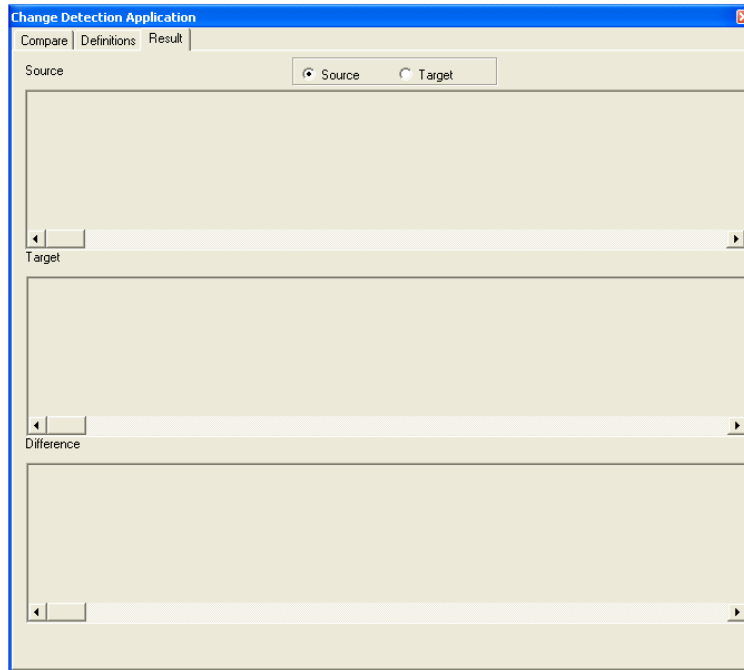 Change Detection Application
Compare Definitions Result
Source Source Target
Target
Difference